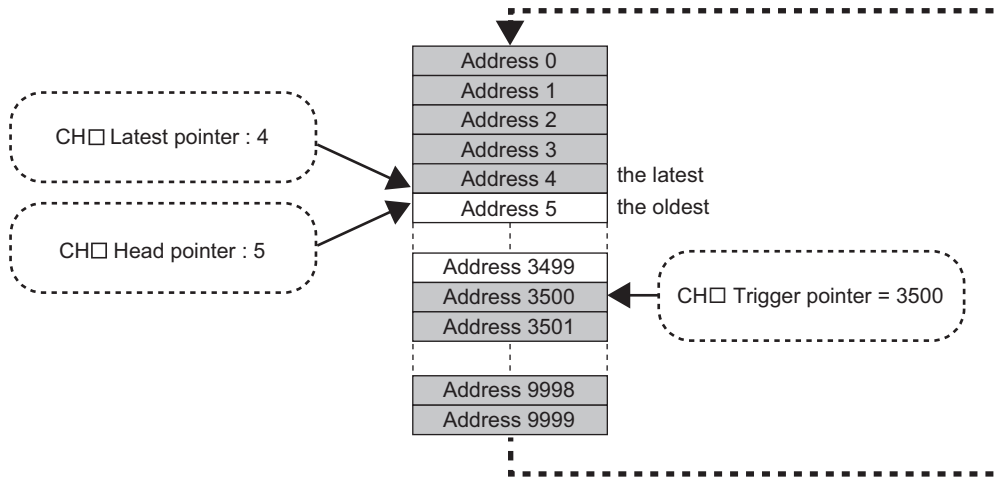 Address 0
Address 1
Address 2
Address 3
CH□ Latest pointer : 4
Address 4
the latest
Address 5
the oldest
CH□ Head pointer : 5
Address 3499
Address 3500
CH□ Trigger pointer = 3500
Address 3501
Address 9998
Address 9999